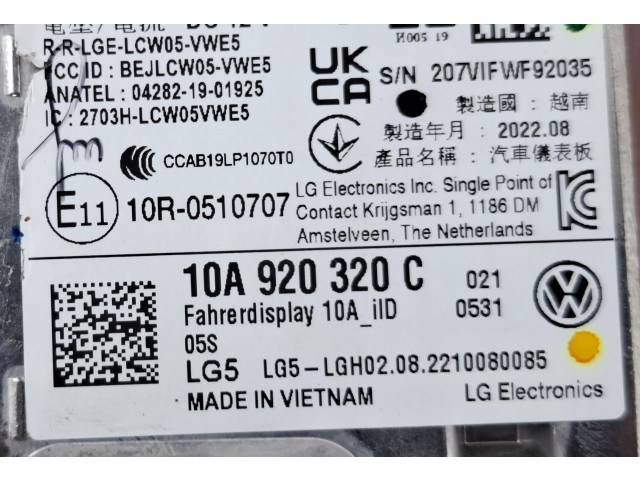 R-R-LGE-LCW05-VWE5
H005 19
FCC ID : BEJLCW05-VWE5
ANATEL : 04282-19-01925
IC : 2703H-LCW05VWE5
UK
CA
S/N 207VIFWF92035
製造國 : 越南
製造年月 : 2022.08
產品名稱 : 汽車儀表板
CCAB19LP1070T0
E11
10R-0510707
LG Electronics Inc. Single Point of
Contact Krijgsman 1, 1186 DM
Amstelveen, The Netherlands
10A 920 320 C
021
Fahrerdisplay 10A_iID
0531
05S
LG5
LG5-LGH02.08.2210080085
MADE IN VIETNAM
LG Electronics